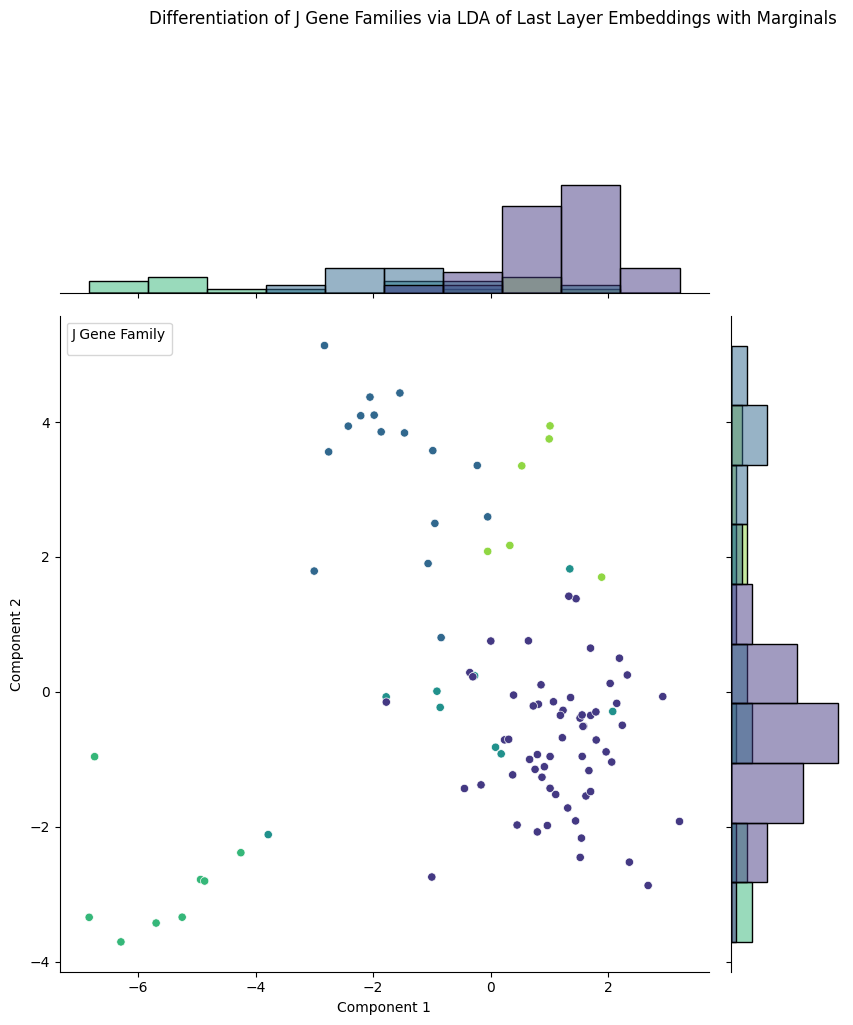 Differentiation of J Gene Families via LDA of Last Layer Embeddings with Marginals
J Gene Family
4
2
0
−2
−4
Component 2
−6
−4
−2
0
2
Component 1